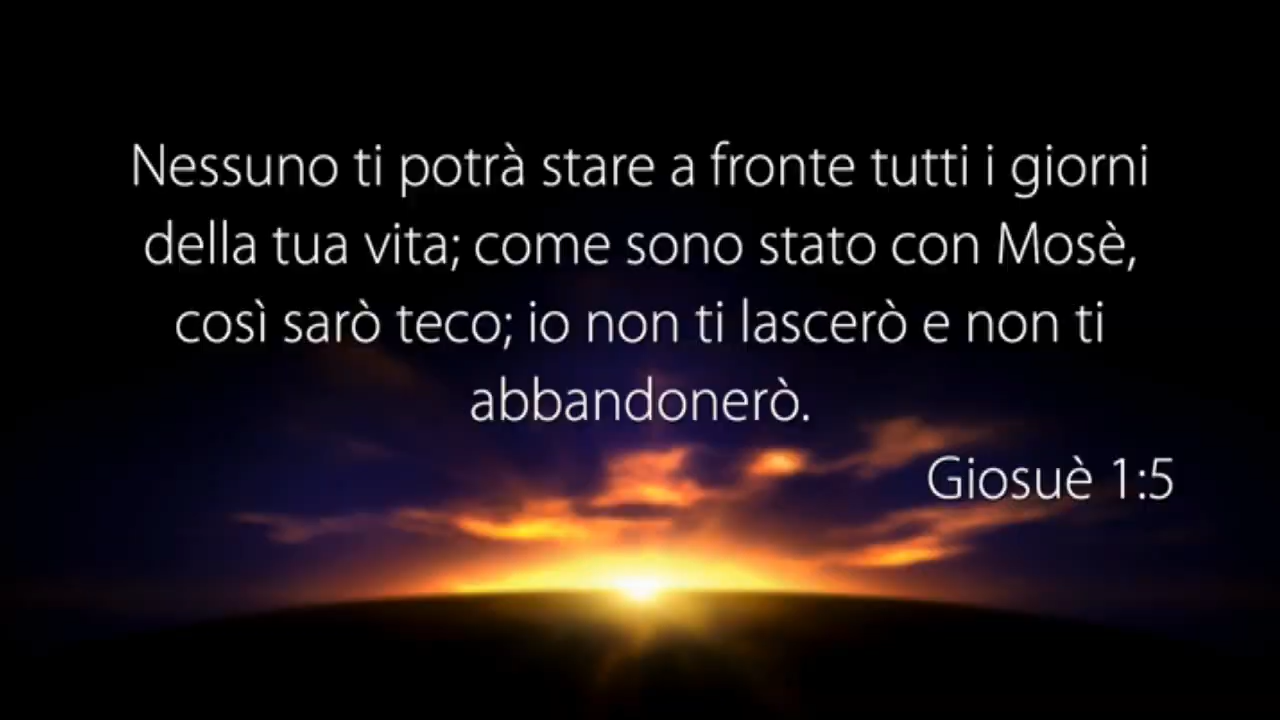 Nessuno ti potrà stare a fronte tutti i giorni
della tua vita; come sono stato con Mosè,
così sarò teco; io non ti lascerò e non ti
abbandonerò.
Giosuè 1:5